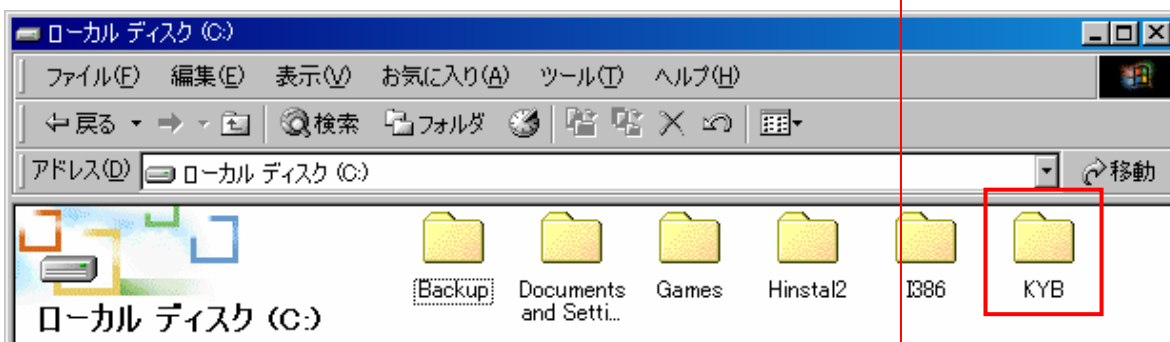 ローカル ディスク (C:)
ファイル(F) 編集(E) 表示(V) お気に入り(A) ツール(T) ヘルプ(H)
戻る 検索 フォルダ
アドレス(D) ローカル ディスク (C:) 移動
ローカル ディスク (C:)
Backup Documents and Setti... Games Hinstal2 I386 KYB